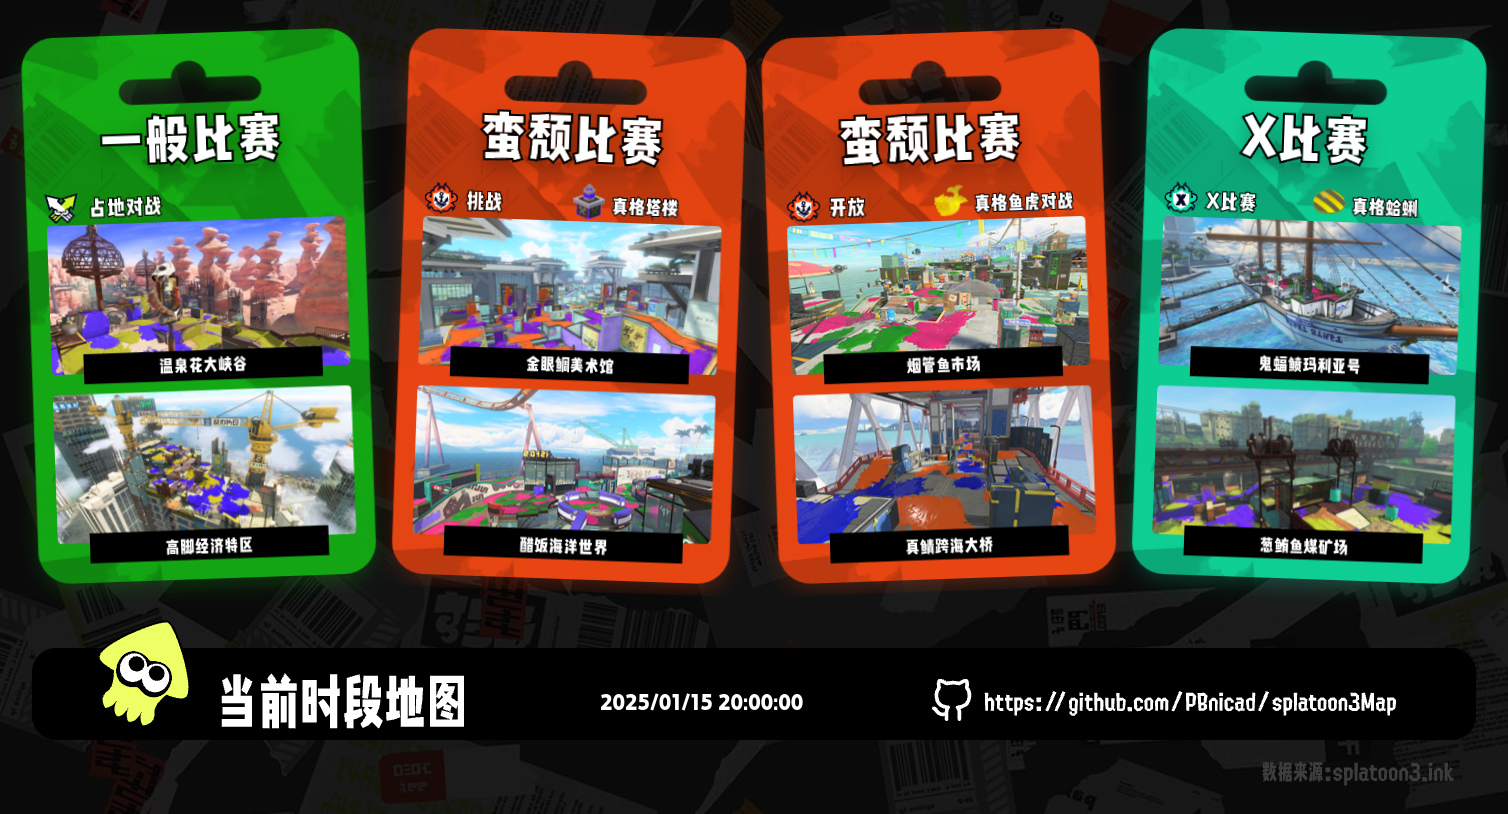 一般比赛
占地对战
温泉花大峡谷
高脚经济特区
蛮颓比赛
挑战
真格塔楼
金眼鲷美术馆
醋饭海洋世界
蛮颓比赛
开放
真格鱼虎对战
烟管鱼市场
真鲭跨海大桥
X比赛
X比赛
真格蛤蜊
鬼蝠鲼玛利亚号
葱鲔鱼煤矿场
当前时段地图
2025/01/15 20:00:00
https://github.com/PBnicad/splatoon3Map
数据来源:splatoon3.ink